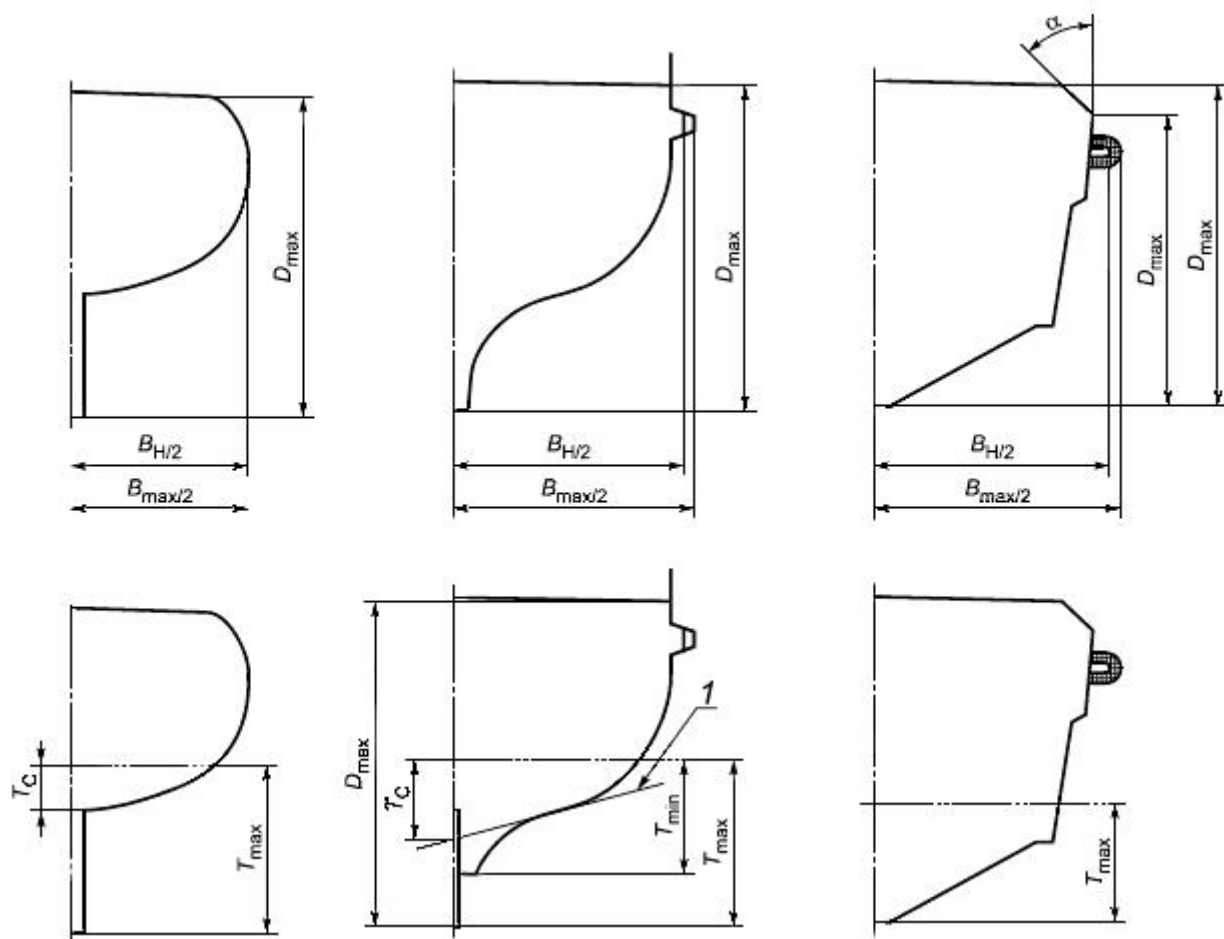 α
D_max
D_max
D_max
D_max
B_H/2
B_H/2
B_H/2
B_max/2
B_max/2
B_max/2
1
T_C
T_max
D_max
T_C
T_min
T_max
T_max